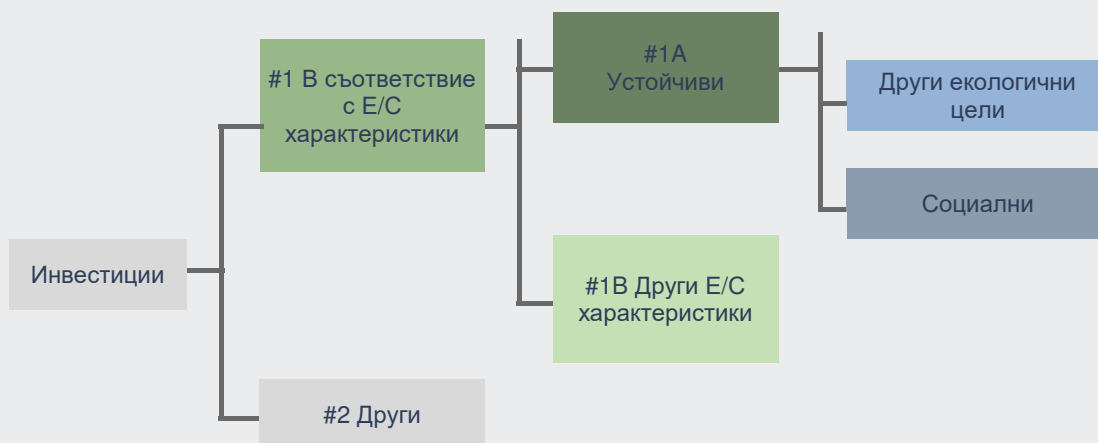 #1 В съответствие
с Е/С
характеристики
#1А
Устойчиви
Други екологични
цели
Социални
Инвестиции
#1В Други Е/С
характеристики
#2 Други